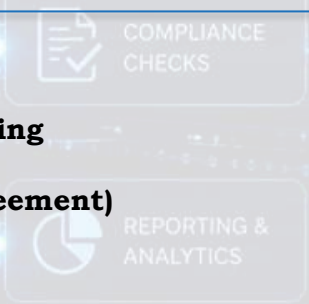 COMPLIANCE
CHECKS
ing
eement)
REPORTING &
ANALYTICS